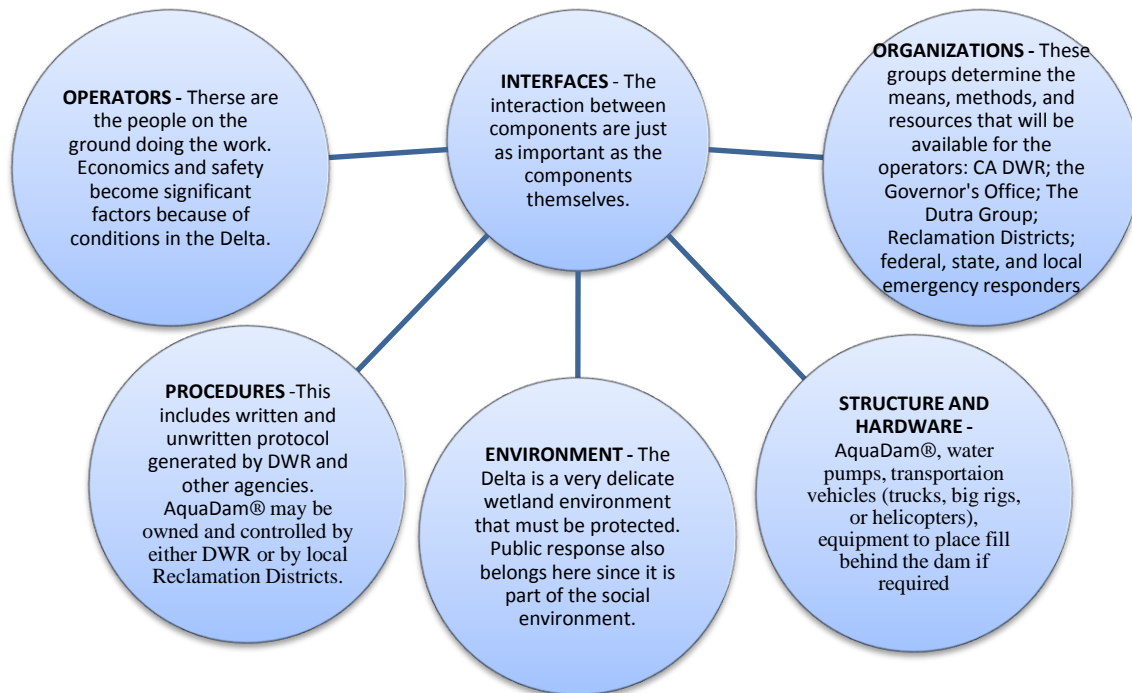 OPERATORS - Therse are
the people on the
ground doing the work.
Economics and safety
become significant
factors because of
conditions in the Delta.
INTERFACES - The
interaction between
components are just
as important as the
components
themselves.
ORGANIZATIONS - These
groups determine the
means, methods, and
resources that will be
available for the
operators: CA DWR; the
Governor's Office; The
Dutra Group;
Reclamation Districts;
federal, state, and local
emergency responders
PROCEDURES -This
includes written and
unwritten protocol
generated by DWR and
other agencies.
AquaDam® may be
owned and controlled by
either DWR or by local
Reclamation Districts.
ENVIRONMENT - The
Delta is a very delicate
wetland environment
that must be protected.
Public response also
belongs here since it is
part of the social
environment.
STRUCTURE AND
HARDWARE -
AquaDam®, water
pumps, transportaion
vehicles (trucks, big rigs,
or helicopters),
equipment to place fill
behind the dam if
required